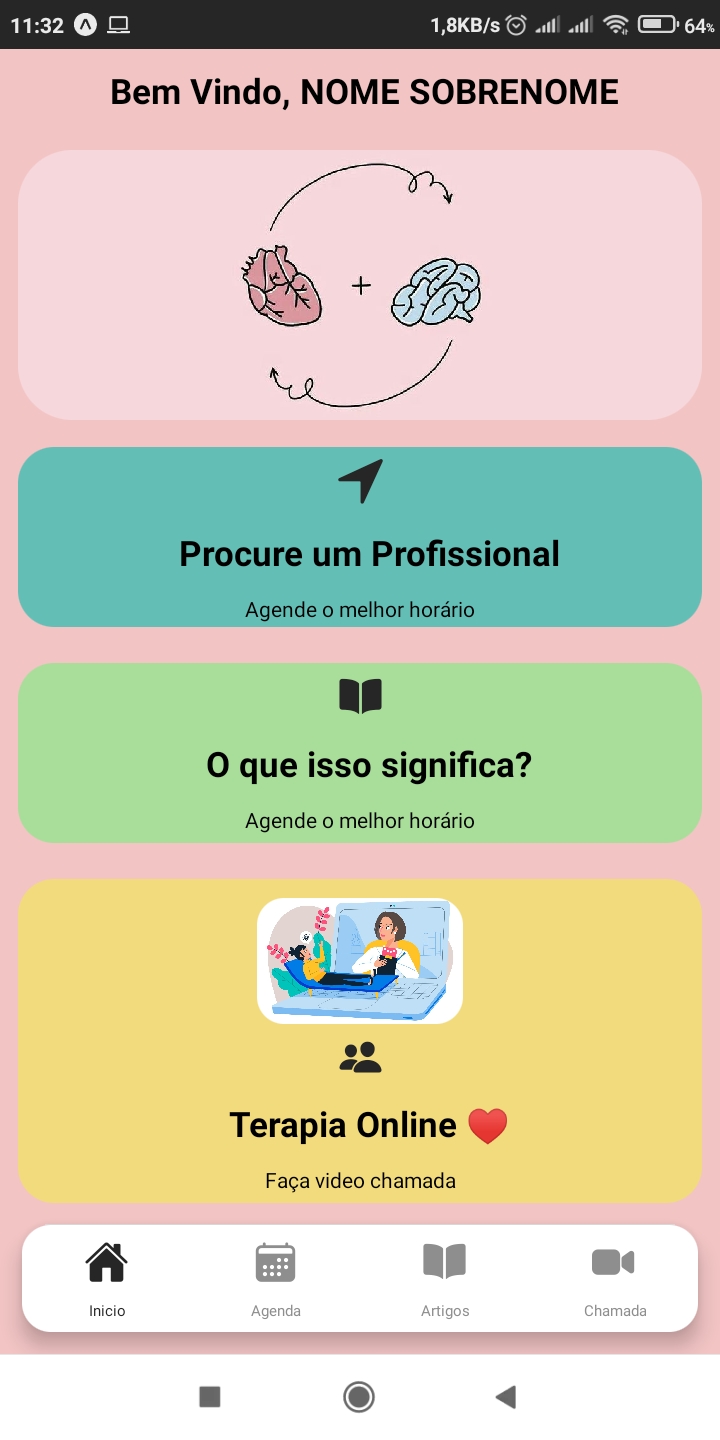 11:32 1,8KB/s 64%
Bem Vindo, NOME SOBRENOME
+
Procure um Profissional
Agende o melhor horário
O que isso significa?
Agende o melhor horário
Terapia Online ❤️
Faça video chamada
Inicio Agenda Artigos Chamada